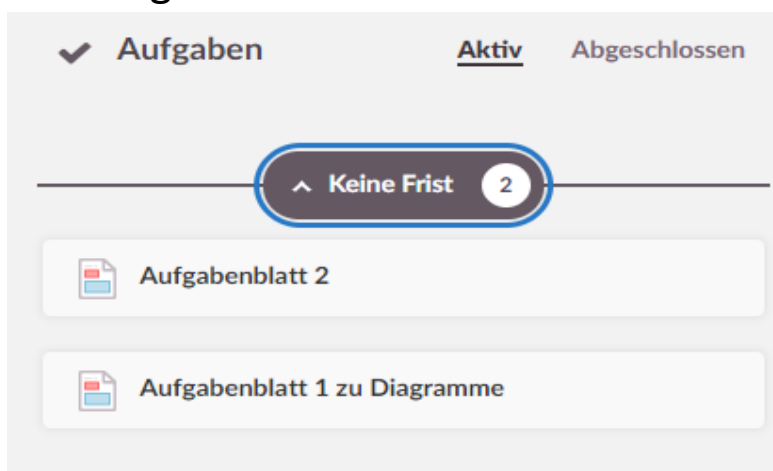 Aufgaben Aktiv Abgeschlossen
Keine Frist 2
Aufgabenblatt 2
Aufgabenblatt 1 zu Diagramme